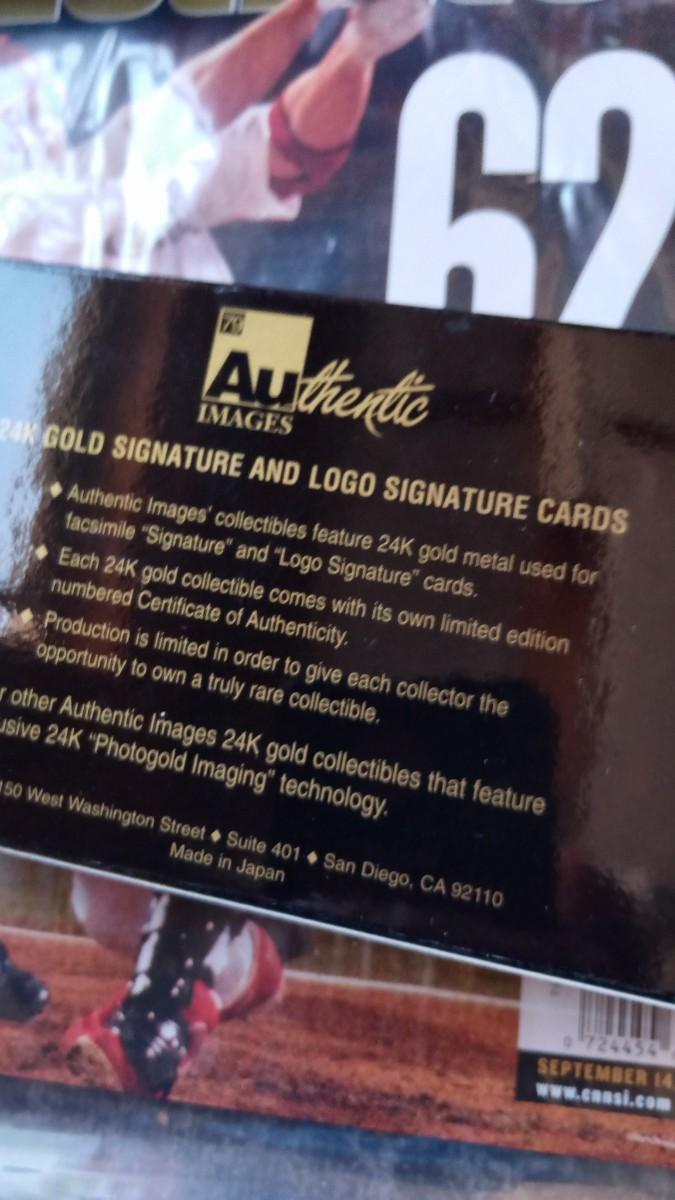 62
79
Authentic
IMAGES
24K GOLD SIGNATURE AND LOGO SIGNATURE CARDS
◆ Authentic Images' collectibles feature 24K gold metal used for
facsimile "Signature" and "Logo Signature" cards.
◆ Each 24K gold collectible comes with its own limited edition
numbered Certificate of Authenticity.
◆ Production is limited in order to give each collector the
opportunity to own a truly rare collectible.
r other Authentic Images 24K gold collectibles that feature
usive 24K "Photogold Imaging" technology.
150 West Washington Street ◆ Suite 401 ◆ San Diego, CA 92110
Made in Japan
0 724454
SEPTEMBER 14
www.cnnsi.com